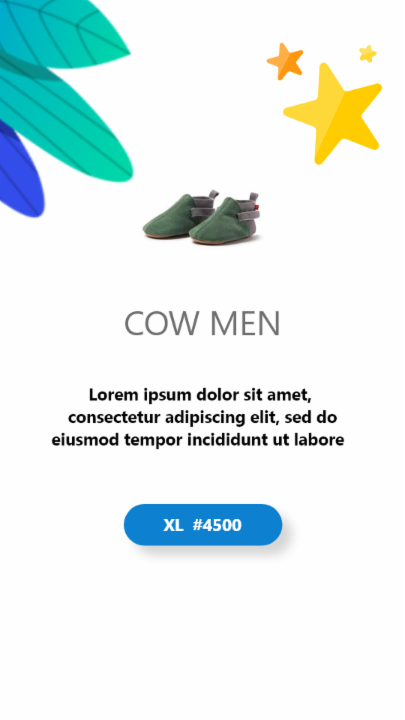 COW MEN
Lorem ipsum dolor sit amet,
consectetur adipiscing elit, sed do
eiusmod tempor incididunt ut labore
XL #4500